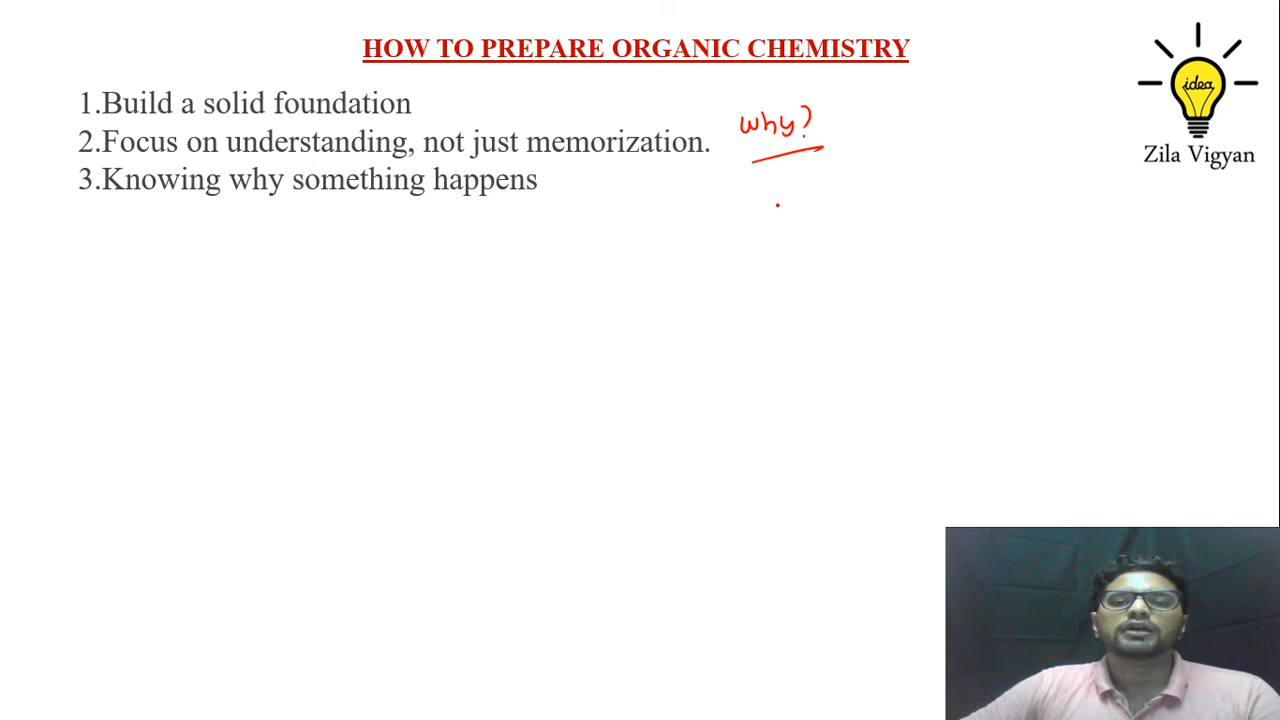 HOW TO PREPARE ORGANIC CHEMISTRY
1.Build a solid foundation
2.Focus on understanding, not just memorization.
why?
3.Knowing why something happens
idea
Zila Vigyan